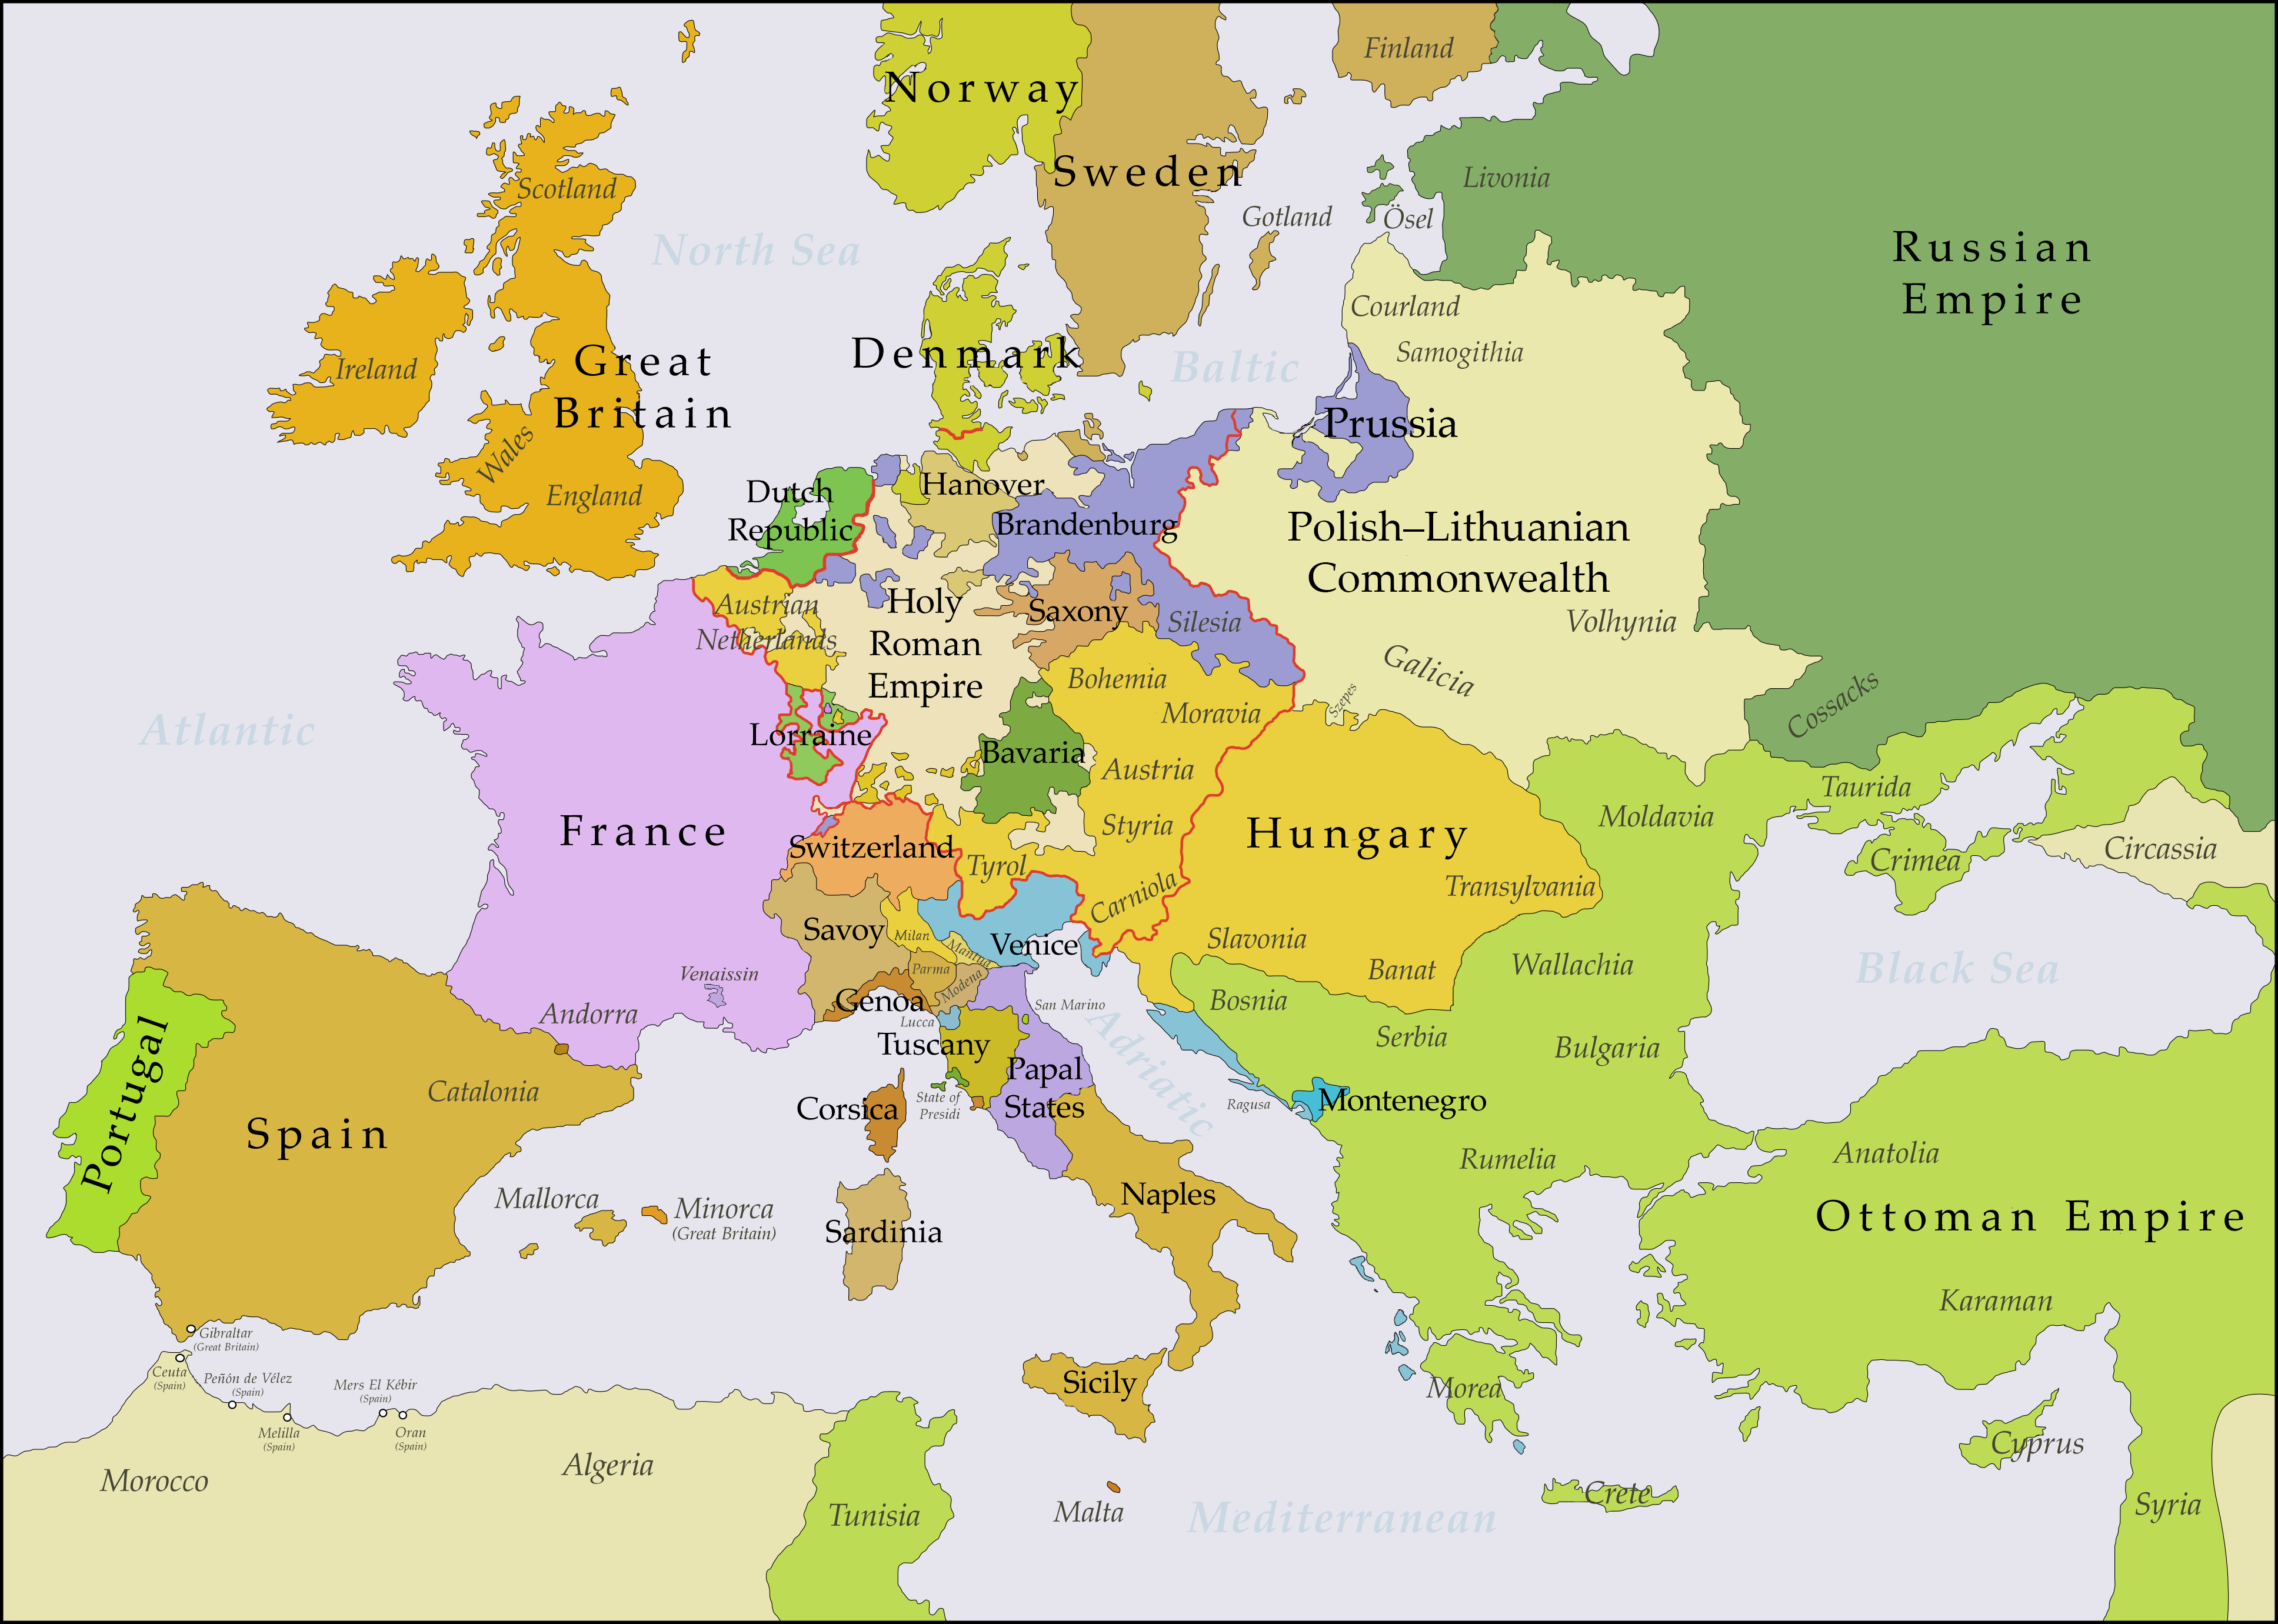 Norway
Finland
Sweden
Scotland
Livonia
Gotland
Ösel
North Sea
Russian
Empire
Courland
Denmark
Samogithia
Baltic
Great
Britain
Ireland
Wales
England
Prussia
Dutch
Republic
Hanover
Brandenburg
Polish–Lithuanian
Commonwealth
Austrian
Netherlands
Holy
Roman
Empire
Saxony
Silesia
Volhynia
Galicia
Bohemia
Szepes
Moravia
Cossacks
Atlantic
Lorraine
Bavaria
Austria
Taurida
Moldavia
France
Switzerland
Styria
Hungary
Tyrol
Crimea
Circassia
Transylvania
Carniola
Savoy
Milan
Mantua
Venice
Slavonia
Banat
Wallachia
Black Sea
Venaissin
Parma
Modena
Genoa
San Marino
Bosnia
Andorra
Lucca
Tuscany
Adriatic
Serbia
Bulgaria
Portugal
Catalonia
Papal
States
State of
Presidi
Corsica
Ragusa
Montenegro
Spain
Rumelia
Anatolia
Mallorca
Minorca
(Great Britain)
Naples
Ottoman Empire
Sardinia
Karaman
Gibraltar
(Great Britain)
Ceuta
(Spain)
Peñón de Vélez
(Spain)
Mers El Kébir
(Spain)
Sicily
Morea
Melilla
(Spain)
Oran
(Spain)
Cyprus
Morocco
Algeria
Crete
Syria
Tunisia
Malta
Mediterranean